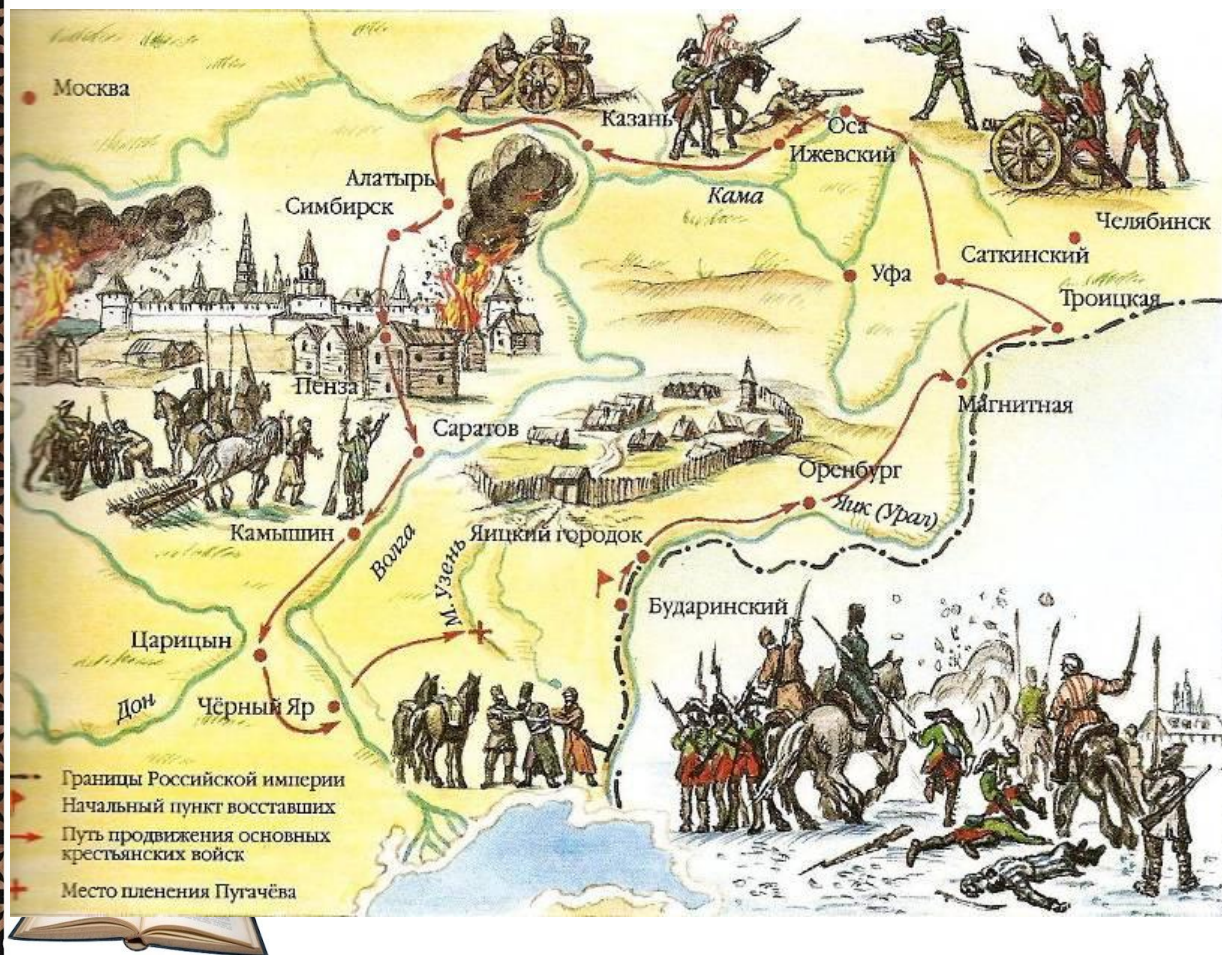 Москва
Казань
Оса
Ижевский
Алатырь
Кама
Симбирск
Челябинск
Саткинский
Уфа
Троицкая
Пенза
Магнитная
Саратов
Оренбург
Яик (Урал)
Камышин
Волга
Яицкий городок
М. Узень
Бударинский
Царицын
Дон
Чёрный Яр
Границы Российской империи
Начальный пункт восставших
Путь продвижения основных
крестьянских войск
Место пленения Пугачёва